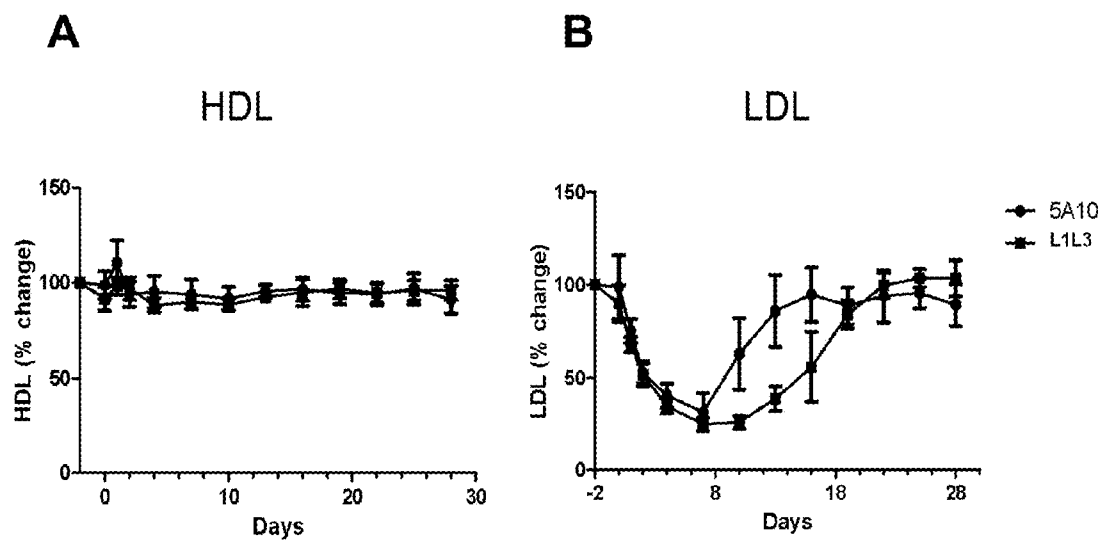 A
HDL
HDL (% change)
150
100
50
0
0 10 20 30
Days
B
LDL
LDL (% change)
150
100
50
0
-2 8 18 28
Days
5A10
L1L3